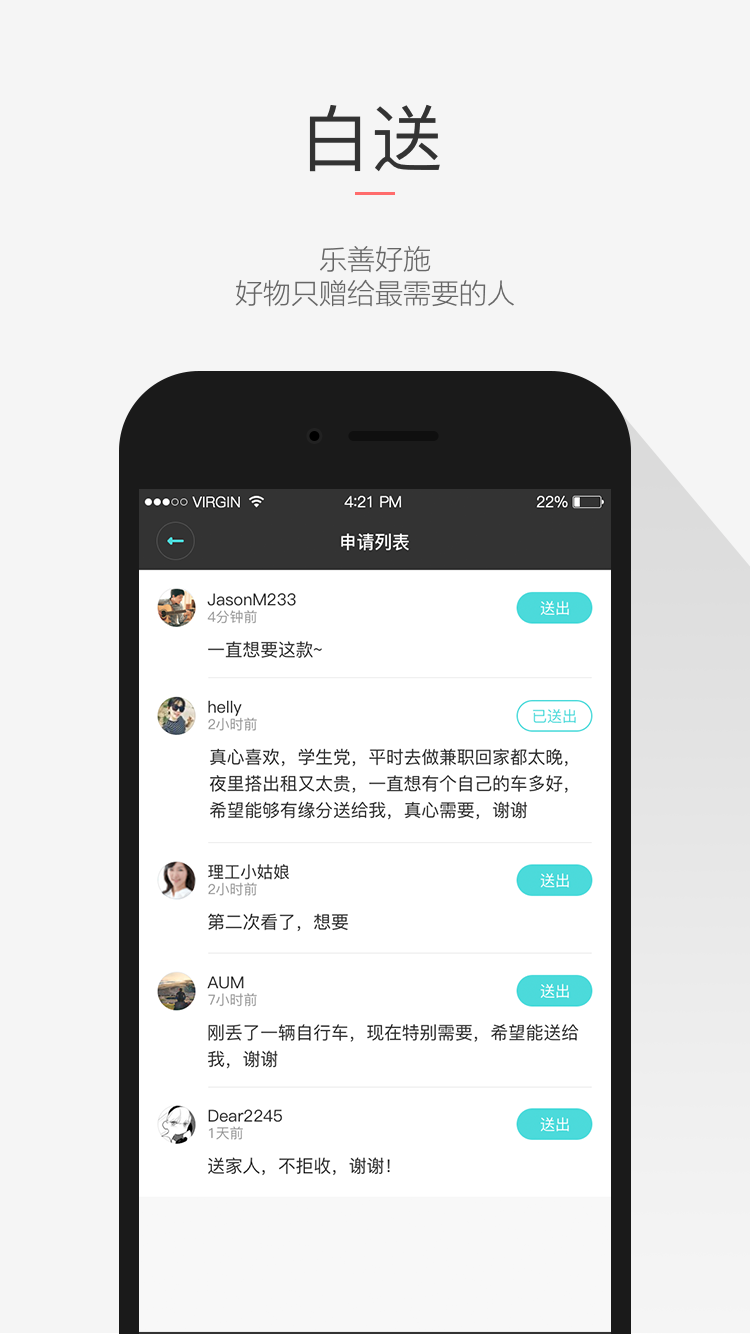 白送
乐善好施
好物只赠给最需要的人
VIRGIN 4:21 PM 22%
申请列表
JasonM233
4分钟前
送出
一直想要这款~
helly
2小时前
已送出
真心喜欢，学生党，平时去做兼职回家都太晚，
夜里搭出租又太贵，一直想有个自己的车多好，
希望能够有缘分送给我，真心需要，谢谢
理工小姑娘
2小时前
送出
第二次看了，想要
AUM
7小时前
送出
刚丢了一辆自行车，现在特别需要，希望能送给
我，谢谢
Dear2245
1天前
送出
送家人，不拒收，谢谢！